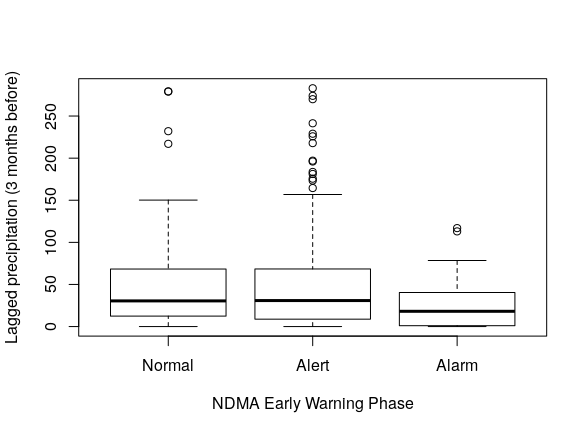 Lagged precipitation (3 months before)
250
200
150
100
50
0
Normal Alert Alarm
NDMA Early Warning Phase